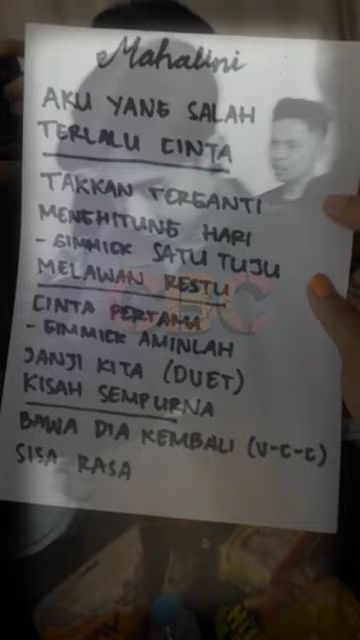 Mahalini
AKU YANG SALAH
TERLALU CINTA
TAKKAN TERGANTI
MENGHITUNG HARI
- GIMMICK SATU TUJU
MELAWAN RESTU
CINTA PERTAMA
- GIMMICK AMINLAH
JANJI KITA (DUET)
KISAH SEMPURNA
BAWA DIA KEMBALI (V-C-C)
SISA RASA
CBC